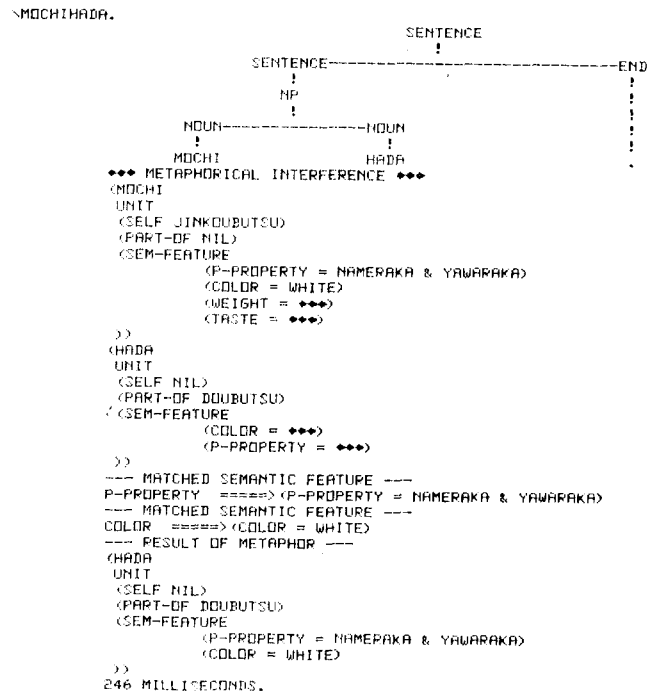 \MOCHIHADA.
SENTENCE
!
SENTENCE-----------------------------------END
! !
NP !
! !
NOUN-----------------NOUN !
! ! !
MOCHI HADA .
*** METAPHORICAL INTERFERENCE ***
(MOCHI
UNIT
(SELF JINKOUBUTSU)
(PART-OF NIL)
(SEM-FEATURE
(P-PROPERTY = NAMERAKA & YAWARAKA)
(COLOR = WHITE)
(WEIGHT = ***)
(TASTE = ***)
))
(HADA
UNIT
(SELF NIL)
(PART-OF DOUBUTSU)
(SEM-FEATURE
(COLOR = ***)
(P-PROPERTY = ***)
))
--- MATCHED SEMANTIC FEATURE ---
P-PROPERTY =====>(P-PROPERTY = NAMERAKA & YAWARAKA)
--- MATCHED SEMANTIC FEATURE ---
COLOR =====>(COLOR = WHITE)
--- RESULT OF METAPHOR ---
(HADA
UNIT
(SELF NIL)
(PART-OF DOUBUTSU)
(SEM-FEATURE
(P-PROPERTY = NAMERAKA & YAWARAKA)
(COLOR = WHITE)
))
246 MILLISECONDS.